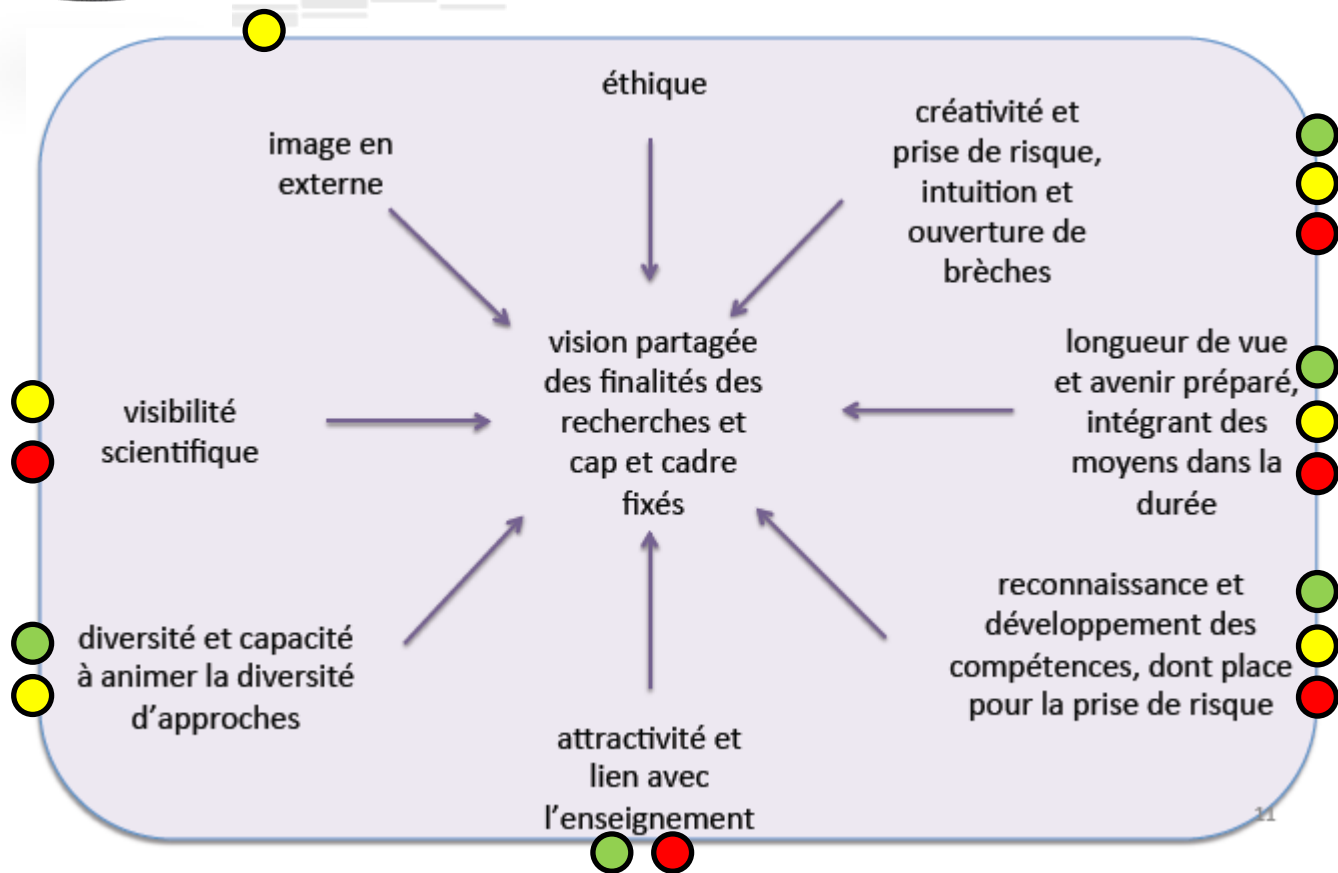 éthique
image en
externe
créativité et
prise de risque,
intuition et
ouverture de
brèches
vision partagée
des finalités des
recherches et
cap et cadre
fixés
longueur de vue
et avenir préparé,
intégrant des
moyens dans la
durée
visibilité
scientifique
diversité et capacité
à animer la diversité
d’approches
reconnaissance et
développement des
compétences, dont place
pour la prise de risque
attractivité et
lien avec
l’enseignement
11